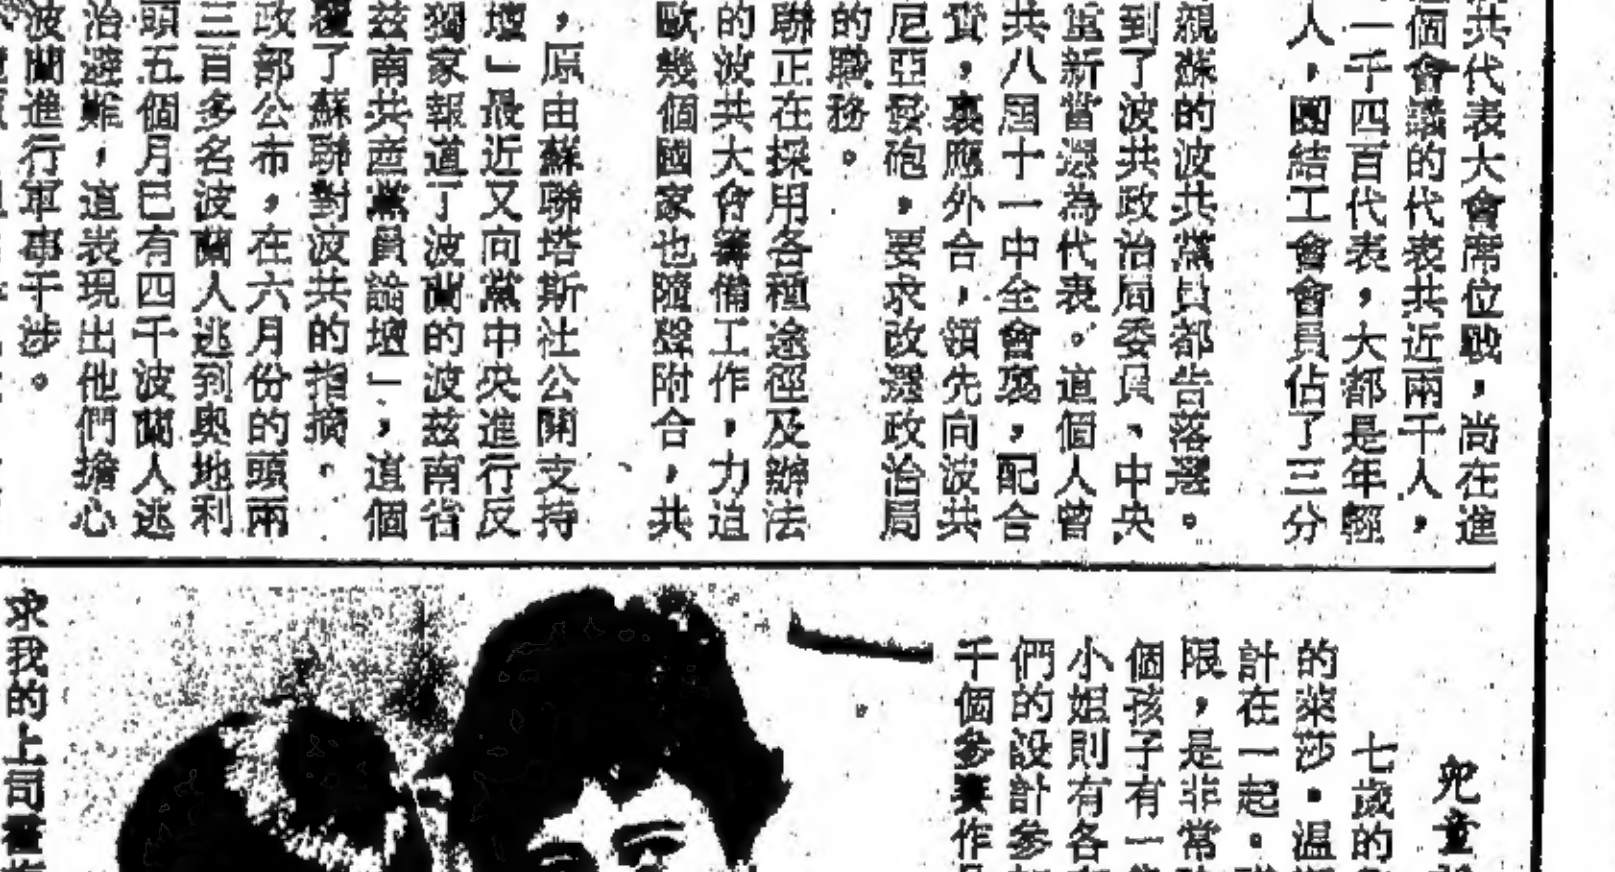 共代表大會席位戰，尚在進
個會議的代表共近兩千人，
一千四百代表，大都是年輕
人，團結工會會員佔了三分
親蘇的波共黨員都告落選。
到了波共政治局委員、中央
重新當選為代表。這個人曾
共八屆十一中全會裏，配合
實，裏應外合，領先向波共
尼亞發砲，要求改選政治局
的職務。
聯正在採用各種途徑及辦法
的波共大會籌備工作，力迫
歐幾個國家也隨聲附合，共
，原由蘇聯塔斯社公開支持
壇」最近又向黨中央進行反
獨家報道了波蘭的波茲南省
茲南共產黨員論壇」，這個
覆了蘇聯對波共的指摘。
政部公布，在六月份的頭兩
三百多名波蘭人逃到奧地利
頭五個月已有四千波蘭人逃
治避難，這表現出他們擔心
波蘭進行軍事干涉。
兒童
七歲的
的萊莎·溫
計在一起。
限，是非常
個孩子有一
小姐則有各
們的設計參
千個參賽作
求我的上司